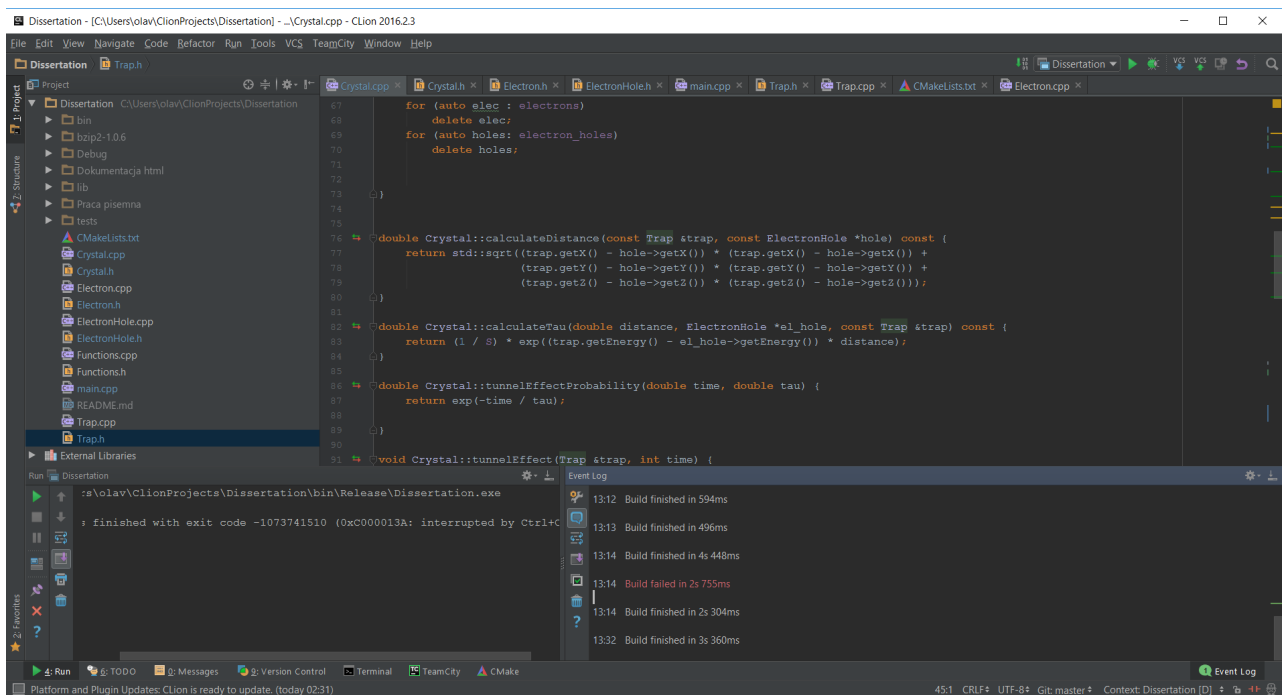 Dissertation - [C:\Users\olav\ClionProjects\Dissertation] - ...\Crystal.cpp - CLion 2016.2.3
File Edit View Navigate Code Refactor Run Tools VCS TeamCity Window Help
Dissertation Trap.h Dissertation VCS VCS
1: Project
7: Structure
2: Favorites
Project
Crystal.cpp Crystal.h Electron.h ElectronHole.h main.cpp Trap.h Trap.cpp CMakeLists.txt Electron.cpp
Dissertation C:\Users\olav\ClionProjects\Dissertation
bin
bzip2-1.0.6
Debug
Dokumentacja html
lib
Praca pisemna
tests
CMakeLists.txt
Crystal.cpp
Crystal.h
Electron.cpp
Electron.h
ElectronHole.cpp
ElectronHole.h
Functions.cpp
Functions.h
main.cpp
README.md
Trap.cpp
Trap.h
External Libraries
67 for (auto elec : electrons)
68 delete elec;
69 for (auto holes: electron_holes)
70 delete holes;
71
72
73 }
74
75
76 double Crystal::calculateDistance(const Trap &trap, const ElectronHole *hole) const {
77 return std::sqrt((trap.getX() - hole->getX()) * (trap.getX() - hole->getX()) +
78 (trap.getY() - hole->getY()) * (trap.getY() - hole->getY()) +
79 (trap.getZ() - hole->getZ()) * (trap.getZ() - hole->getZ()));
80 }
81
82 double Crystal::calculateTau(double distance, ElectronHole *el_hole, const Trap &trap) const {
83 return (1 / S) * exp((trap.getEnergy() - el_hole->getEnergy()) * distance);
84 }
85
86 double Crystal::tunnelEffectProbability(double time, double tau) {
87 return exp(-time / tau);
88
89 }
90
91 void Crystal::tunnelEffect(Trap &trap, int time) {
Run Dissertation
:s\olav\ClionProjects\Dissertation\bin\Release\Dissertation.exe
s finished with exit code -1073741510 (0xC000013A: interrupted by Ctrl+C
Event Log
13:12 Build finished in 594ms
13:13 Build finished in 496ms
13:14 Build finished in 4s 448ms
13:14 Build failed in 2s 755ms
13:14 Build finished in 2s 304ms
13:32 Build finished in 3s 360ms
4: Run 6: TODO 0: Messages 9: Version Control Terminal TeamCity CMake 1 Event Log
Platform and Plugin Updates: CLion is ready to update. (today 02:31) 45:1 CRLF UTF-8 Git: master Context: Dissertation [D]